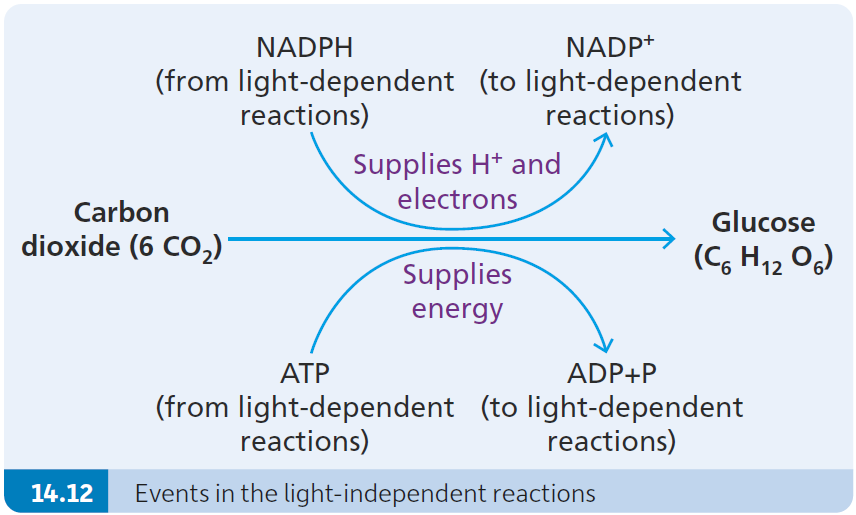 NADPH
(from light-dependent
reactions)
NADP⁺
(to light-dependent
reactions)
Supplies H⁺ and
electrons
Carbon
dioxide (6 CO₂)
Glucose
(C₆ H₁₂ O₆)
Supplies
energy
ATP
(from light-dependent
reactions)
ADP+P
(to light-dependent
reactions)
14.12 Events in the light-independent reactions